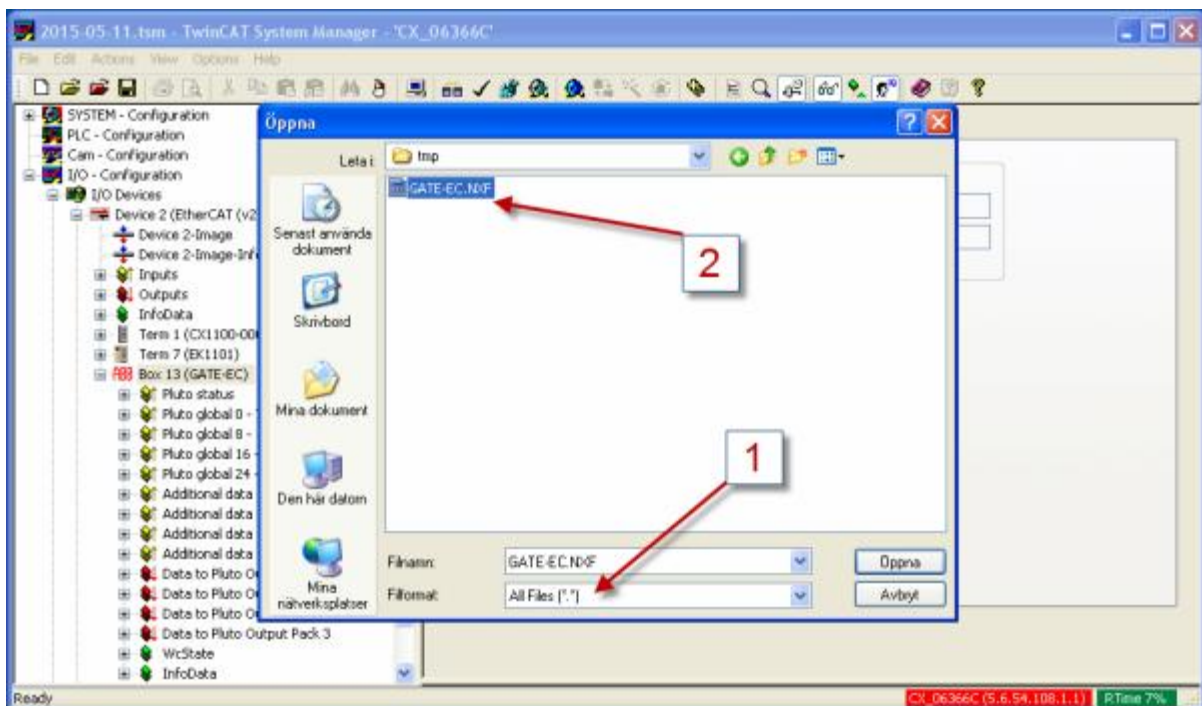 2015-05-11.tsm - TwinCAT System Manager - 'CX_06366C'
File Edit Actions View Options Help
SYSTEM - Configuration
PLC - Configuration
Cam - Configuration
I/O - Configuration
I/O Devices
Device 2 (EtherCAT (v2
Device 2-Image
Device 2-Image-Inf
Inputs
Outputs
InfoData
Term 1 (CX1100-00
Term 7 (EK1101)
ABB Box 13 (GATE-EC)
Pluto status
Pluto global 0 -
Pluto global 8 -
Pluto global 16 -
Pluto global 24 -
Additional data
Additional data
Additional data
Additional data
Data to Pluto O
Data to Pluto O
Data to Pluto O
Data to Pluto Output Pack 3
WcState
InfoData
Öppna
Leta i:
tmp
GATE-EC.NXF
Senast använda
dokument
Skrivbord
Mina dokument
Den här datorn
Mina
nätverksplatser
2
1
Filnamn:
GATE-EC.NXF
Öppna
Filformat:
All Files (*.*)
Avbryt
Ready
CX_06366C (5.6.54.108.1.1)
RTime 7%